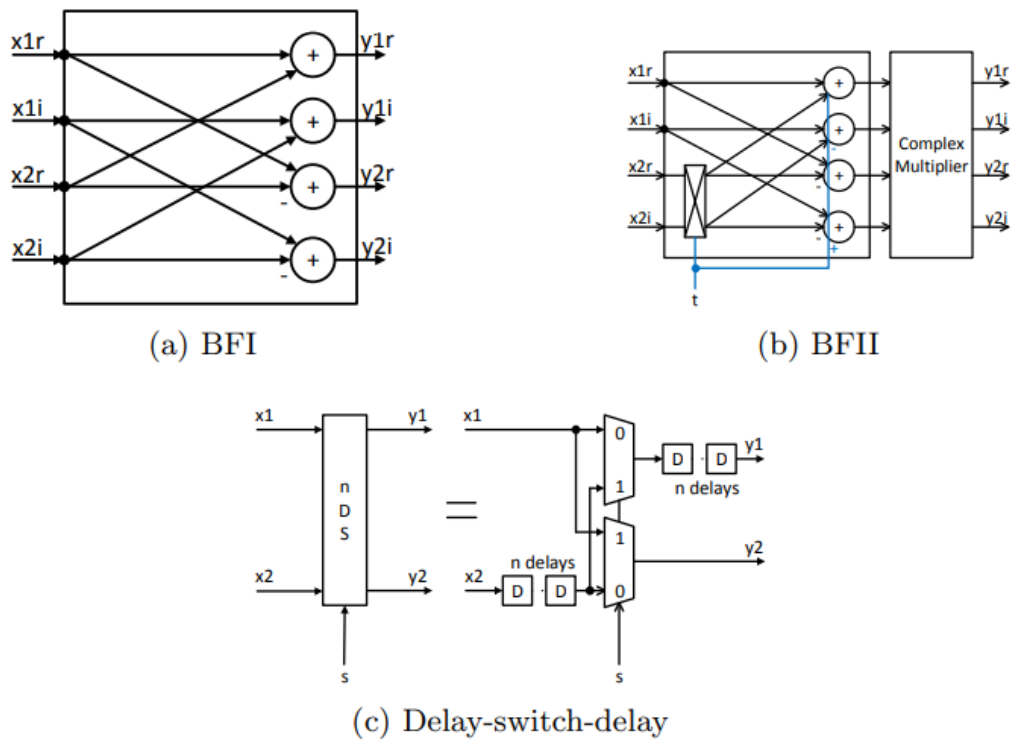 x1r + y1r
x1i + y1i
x2r + y2r
-
x2i + y2i
-
(a) BFI
x1r + y1r
x1i + y1i
-
Complex
Multiplier
x2r + y2r
-
x2i + y2i
-
+
t
(b) BFII
x1 y1
n
D
S
x2 y2
s
=
x1 0
D · D y1
n delays
1
1 y2
n delays
x2 D · D 0
s
(c) Delay-switch-delay